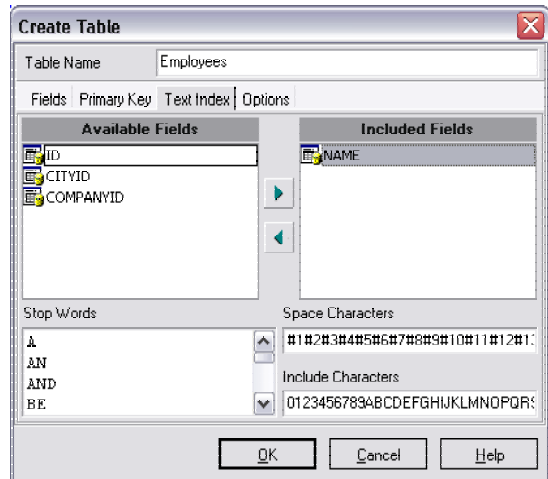 Create Table
Table Name Employees
Fields Primary Key Text Index Options
Available Fields Included Fields
ID NAME
CITYID
COMPANYID
Stop Words Space Characters
A #1#2#3#4#5#6#7#8#9#10#11#12#1
AN
AND Include Characters
BE 0123456789ABCDEFGHIJKLMNOPQR
OK Cancel Help